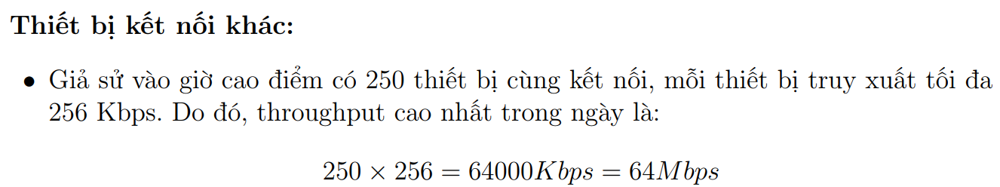 Thiết bị kết nối khác:
• Giả sử vào giờ cao điểm có 250 thiết bị cùng kết nối, mỗi thiết bị truy xuất tối đa
256 Kbps. Do đó, throughput cao nhất trong ngày là:
250 × 256 = 64000Kbps = 64Mbps